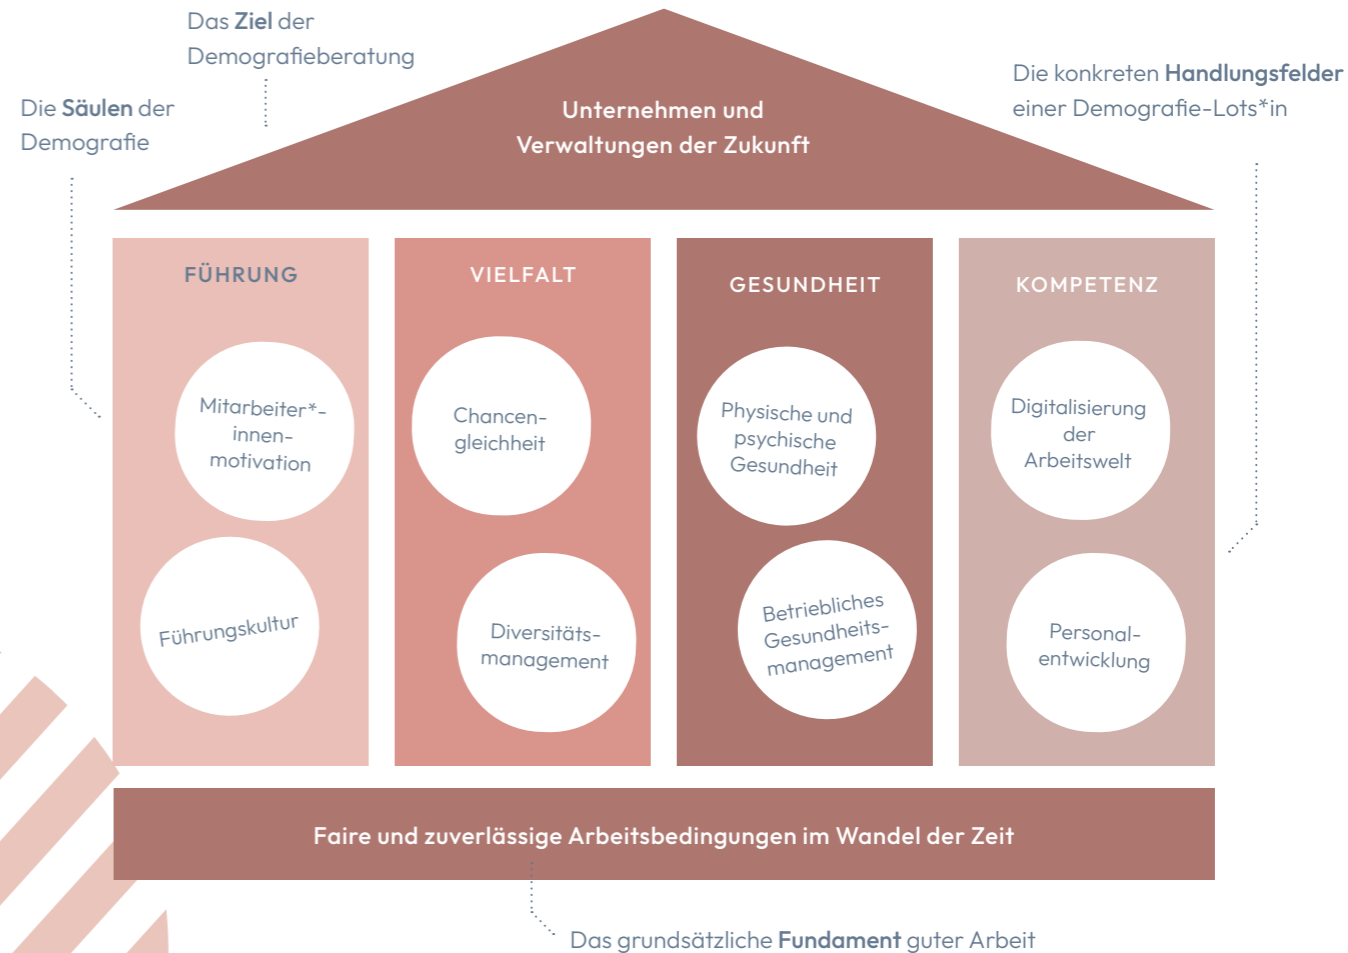 Das Ziel der
Demografieberatung
Die Säulen der
Demografie
Die konkreten Handlungsfelder
einer Demografie-Lots*in
Unternehmen und
Verwaltungen der Zukunft
FÜHRUNG
Mitarbeiter*-
innen-
motivation
Führungskultur
VIELFALT
Chancen-
gleichheit
Diversitäts-
management
GESUNDHEIT
Physische und
psychische
Gesundheit
Betriebliches
Gesundheits-
management
KOMPETENZ
Digitalisierung
der
Arbeitswelt
Personal-
entwicklung
Faire und zuverlässige Arbeitsbedingungen im Wandel der Zeit
Das grundsätzliche Fundament guter Arbeit